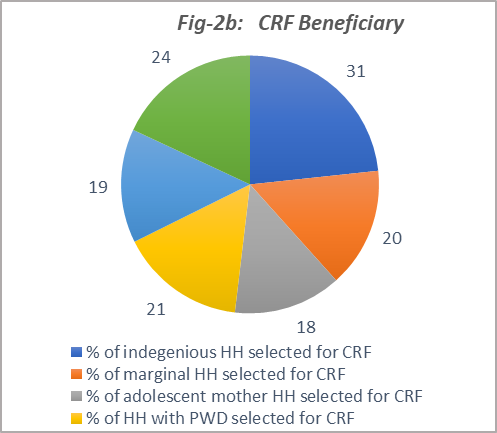 Fig-2b: CRF Beneficiary
24
31
19
20
21
18
% of indegenious HH selected for CRF
% of marginal HH selected for CRF
% of adolescent mother HH selected for CRF
% of HH with PWD selected for CRF